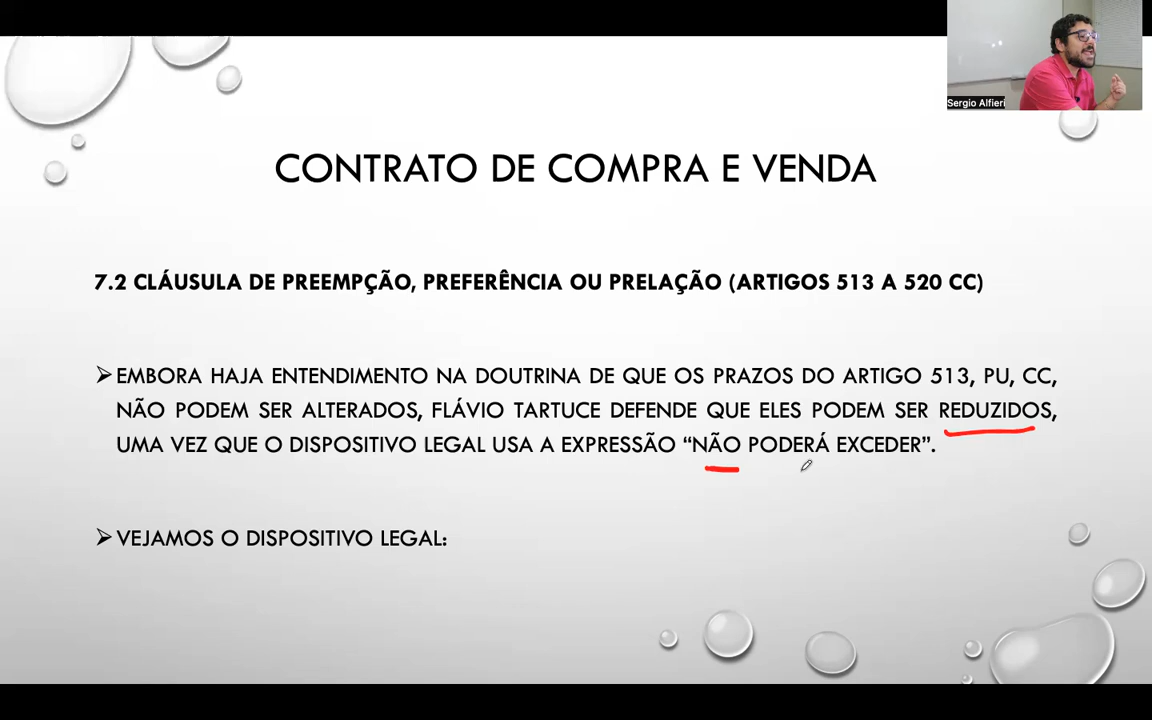 Sergio Alfieri
CONTRATO DE COMPRA E VENDA
7.2 CLÁUSULA DE PREEMPÇÃO, PREFERÊNCIA OU PRELAÇÃO (ARTIGOS 513 A 520 CC)
➢EMBORA HAJA ENTENDIMENTO NA DOUTRINA DE QUE OS PRAZOS DO ARTIGO 513, PU, CC,
NÃO PODEM SER ALTERADOS, FLÁVIO TARTUCE DEFENDE QUE ELES PODEM SER REDUZIDOS,
UMA VEZ QUE O DISPOSITIVO LEGAL USA A EXPRESSÃO “NÃO PODERÁ EXCEDER”.
➢VEJAMOS O DISPOSITIVO LEGAL: